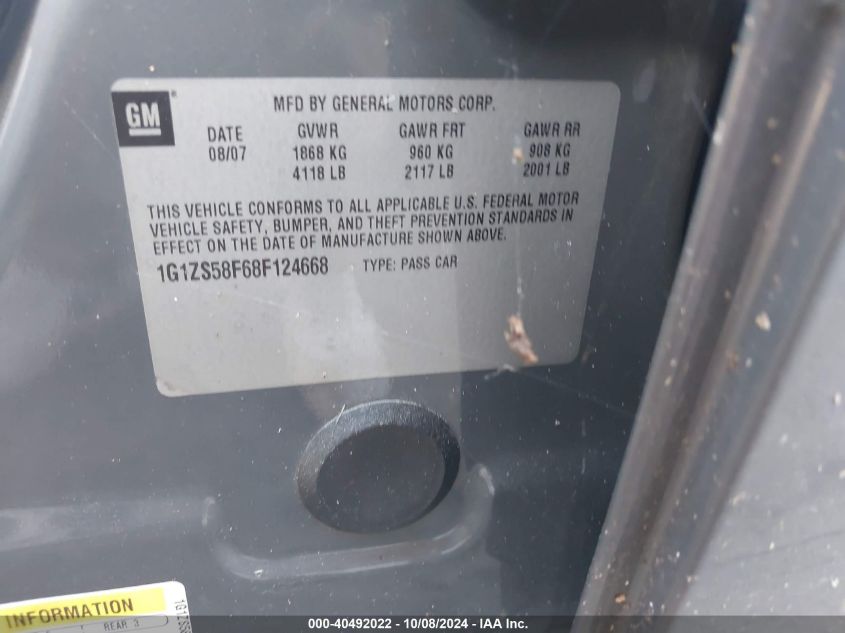 MFD BY GENERAL MOTORS CORP.
GM ®
DATE GVWR GAWR FRT GAWR RR
08/07 1868 KG 960 KG 908 KG
4118 LB 2117 LB 2001 LB
THIS VEHICLE CONFORMS TO ALL APPLICABLE U.S. FEDERAL MOTOR
VEHICLE SAFETY, BUMPER, AND THEFT PREVENTION STANDARDS IN
EFFECT ON THE DATE OF MANUFACTURE SHOWN ABOVE.
1G1ZS58F68F124668 TYPE: PASS CAR
INFORMATION
REAR 3
000-40492022 - 10/08/2024 - IAA Inc.